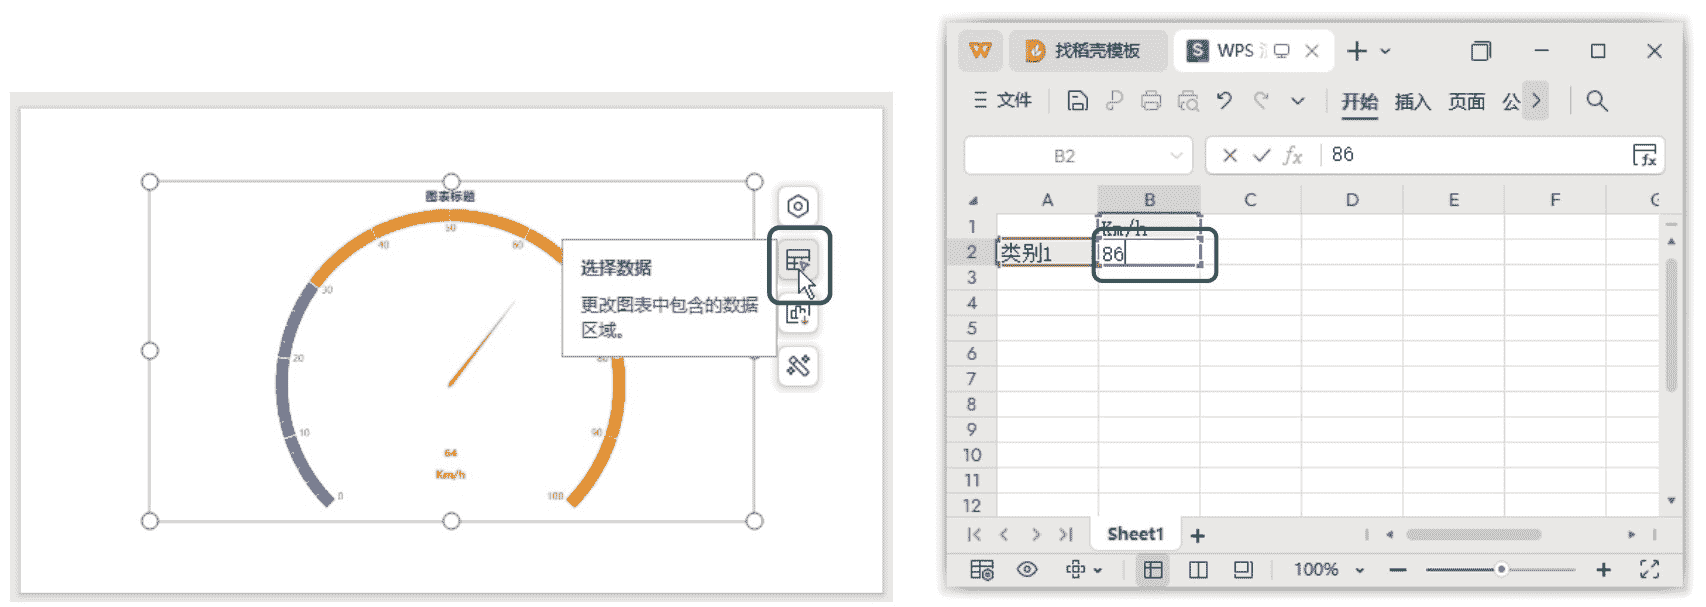 图表标题
50
40
60
30
选择数据
更改图表中包含的数据
区域。
20
80
10
90
64
Km/h
0
100
找稻壳模板
S WPS
文件
开始 插入 页面 公
B2
fx 86
A B C D E F
1 Km/h
2 类别1 86
3
4
5
6
7
8
9
10
11
12
Sheet1
100%